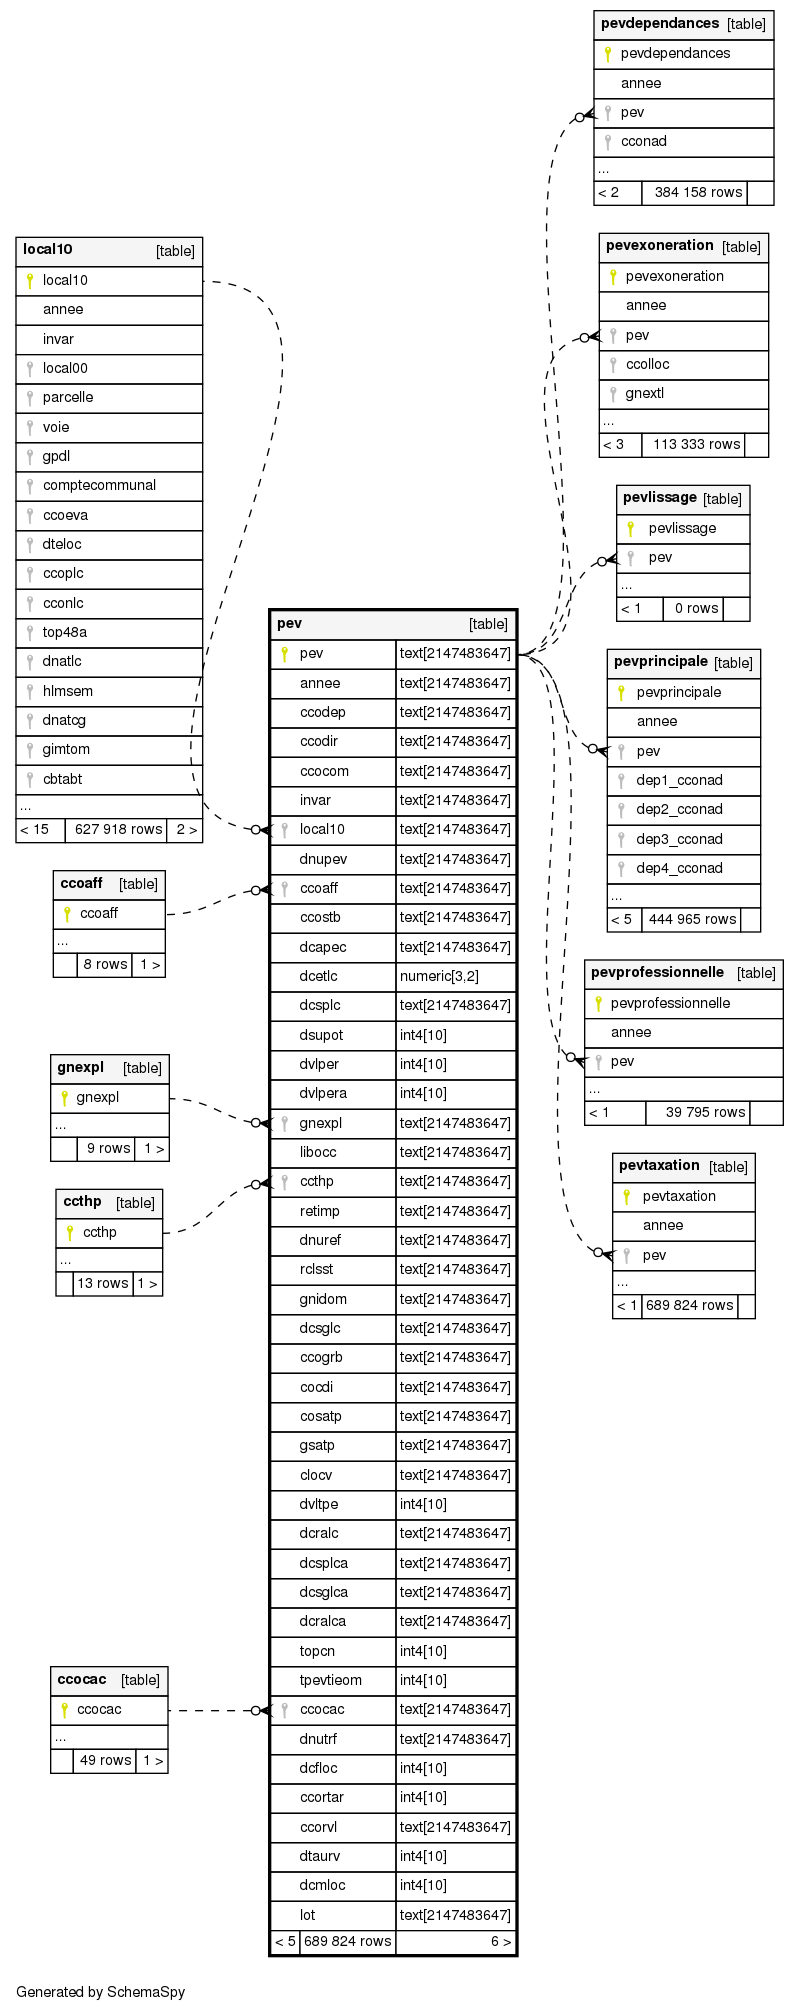 pevdependances [table]
pevdependances
annee
pev
cconad
...
< 2 384 158 rows
pevexoneration [table]
pevexoneration
annee
pev
ccolloc
gnextl
...
< 3 113 333 rows
pevlissage [table]
pevlissage
pev
...
< 1 0 rows
pevprincipale [table]
pevprincipale
annee
pev
dep1_cconad
dep2_cconad
dep3_cconad
dep4_cconad
...
< 5 444 965 rows
pevprofessionnelle [table]
pevprofessionnelle
annee
pev
...
< 1 39 795 rows
pevtaxation [table]
pevtaxation
annee
pev
...
< 1 689 824 rows
local10 [table]
local10
annee
invar
local00
parcelle
voie
gpdl
comptecommunal
ccoeva
dteloc
ccoplc
cconlc
top48a
dnatlc
hlmsem
dnatcg
gimtom
cbtabt
...
< 15 627 918 rows 2 >
ccoaff [table]
ccoaff
...
8 rows 1 >
gnexpl [table]
gnexpl
...
9 rows 1 >
ccthp [table]
ccthp
...
13 rows 1 >
ccocac [table]
ccocac
...
49 rows 1 >
pev [table]
pev text[2147483647]
annee text[2147483647]
ccodep text[2147483647]
ccodir text[2147483647]
ccocom text[2147483647]
invar text[2147483647]
local10 text[2147483647]
dnupev text[2147483647]
ccoaff text[2147483647]
ccostb text[2147483647]
dcapec text[2147483647]
dcetlc numeric[3,2]
dcsplc text[2147483647]
dsupot int4[10]
dvlper int4[10]
dvlpera int4[10]
gnexpl text[2147483647]
libocc text[2147483647]
ccthp text[2147483647]
retimp text[2147483647]
dnuref text[2147483647]
rclsst text[2147483647]
gnidom text[2147483647]
dcsglc text[2147483647]
ccogrb text[2147483647]
cocdi text[2147483647]
cosatp text[2147483647]
gsatp text[2147483647]
clocv text[2147483647]
dvltpe int4[10]
dcralc text[2147483647]
dcsplca text[2147483647]
dcsglca text[2147483647]
dcralca text[2147483647]
topcn int4[10]
tpevtieom int4[10]
ccocac text[2147483647]
dnutrf text[2147483647]
dcfloc int4[10]
ccortar int4[10]
ccorvl text[2147483647]
dtaurv int4[10]
dcmloc int4[10]
lot text[2147483647]
< 5 689 824 rows 6 >
Generated by SchemaSpy